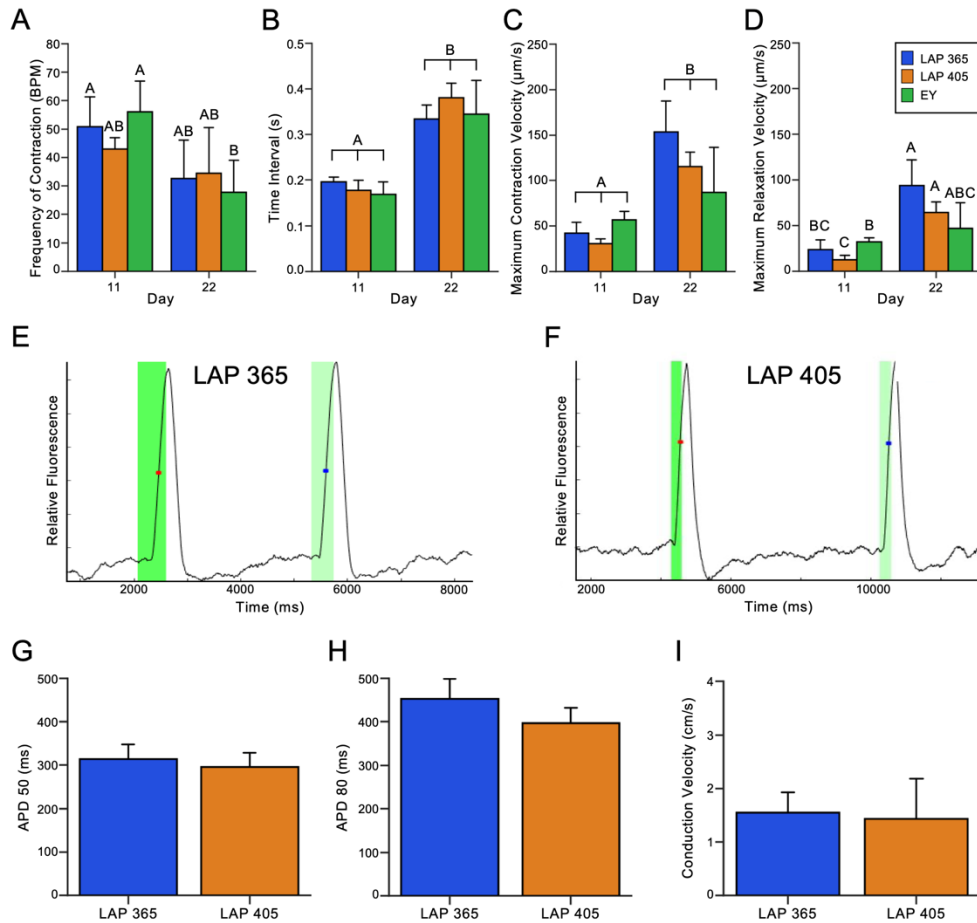 A
Frequency of Contraction (BPM)
80
70
60
50
40
30
20
10
0
A
AB
A
AB
AB
B
11
22
Day
B
Time Interval (s)
0.5
0.4
0.3
0.2
0.1
0.0
A
B
11
22
Day
C
Maximum Contraction Velocity (µm/s)
250
200
150
100
50
0
A
B
11
22
Day
D
Maximum Relaxation Velocity (µm/s)
250
200
150
100
50
0
BC
C
B
A
A
ABC
11
22
Day
LAP 365
LAP 405
EY
E
LAP 365
Relative Fluorescence
2000
4000
6000
8000
Time (ms)
F
LAP 405
Relative Fluorescence
2000
6000
10000
Time (ms)
G
APD 50 (ms)
500
400
300
200
100
0
LAP 365
LAP 405
H
APD 80 (ms)
500
400
300
200
100
0
LAP 365
LAP 405
I
Conduction Velocity (cm/s)
4
3
2
1
0
LAP 365
LAP 405